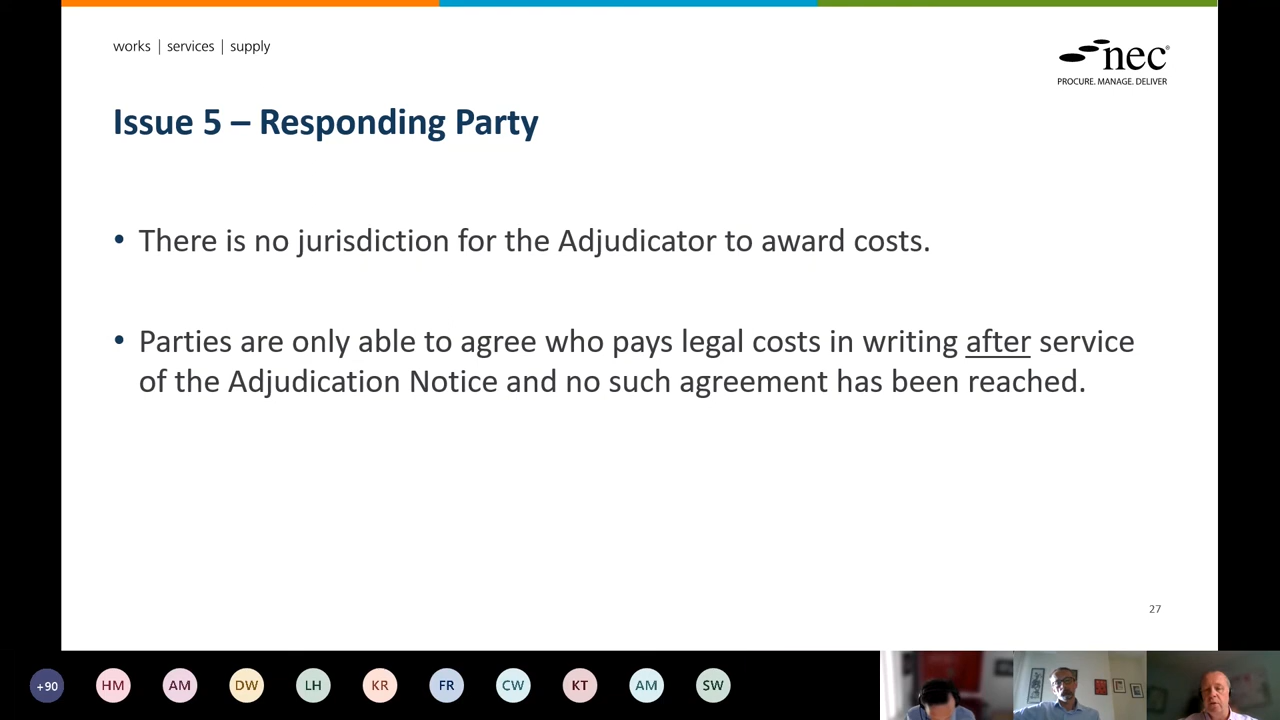 works | services | supply
nec®
PROCURE. MANAGE. DELIVER
Issue 5 – Responding Party
• There is no jurisdiction for the Adjudicator to award costs.
• Parties are only able to agree who pays legal costs in writing after service
of the Adjudication Notice and no such agreement has been reached.
27
+90 HM AM DW LH KR FR CW KT AM SW